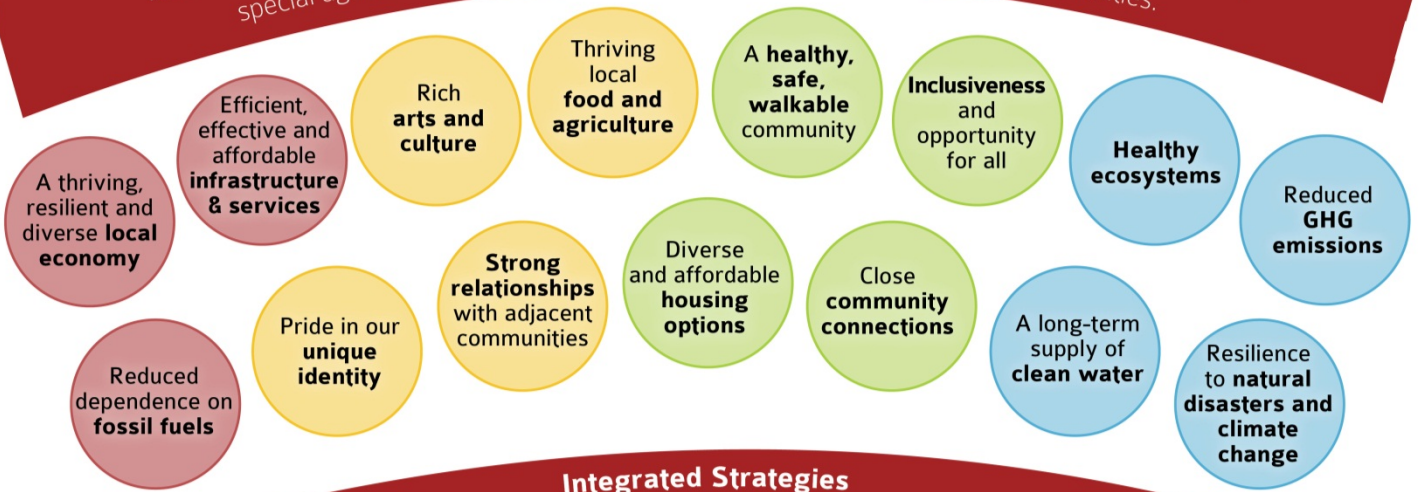 special
A thriving,
resilient and
diverse local
economy
Efficient,
effective and
affordable
infrastructure
& services
Rich
arts and
culture
Thriving
local
food and
agriculture
A healthy,
safe,
walkable
community
Inclusiveness
and
opportunity
for all
Healthy
ecosystems
Reduced
GHG
emissions
Reduced
dependence on
fossil fuels
Pride in our
unique
identity
Strong
relationships
with adjacent
communities
Diverse
and affordable
housing
options
Close
community
connections
A long-term
supply of
clean water
Resilience
to natural
disasters and
climate
change
Integrated Strategies